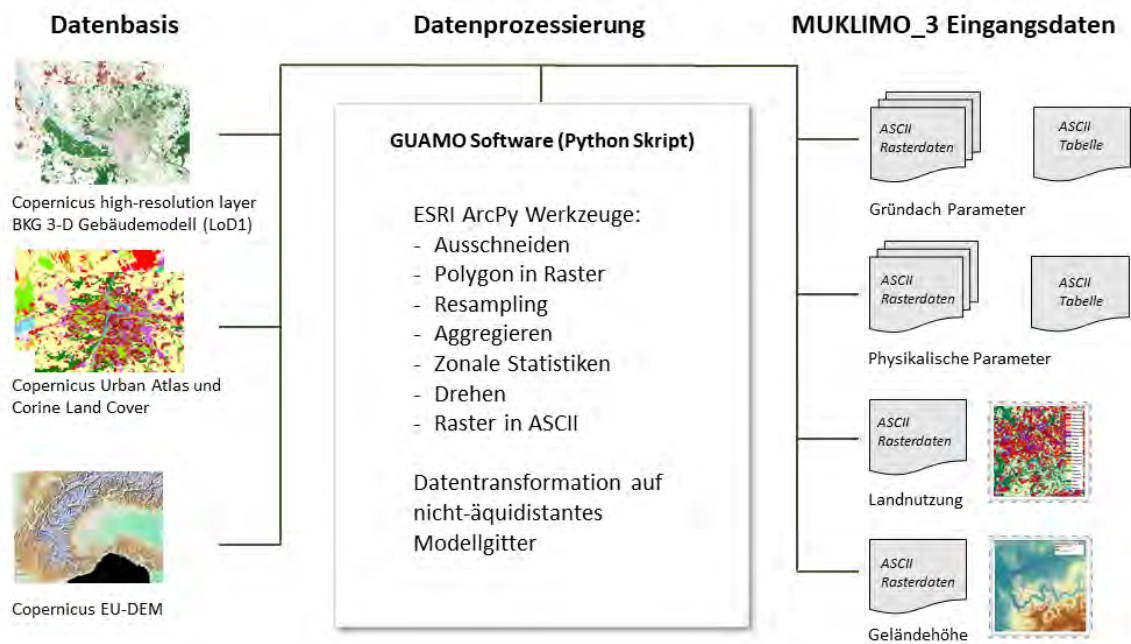 Datenbasis
Copernicus high-resolution layer
BKG 3-D Gebäudemodell (LoD1)
Copernicus Urban Atlas und
Corine Land Cover
Copernicus EU-DEM
Datenprozessierung
GUAMO Software (Python Skript)
ESRI ArcPy Werkzeuge:
- Ausschneiden
- Polygon in Raster
- Resampling
- Aggregieren
- Zonale Statistiken
- Drehen
- Raster in ASCII
Datentransformation auf
nicht-äquidistantes
Modellgitter
MUKLIMO_3 Eingangsdaten
ASCII
Rasterdaten
ASCII
Tabelle
Gründach Parameter
ASCII
Rasterdaten
ASCII
Tabelle
Physikalische Parameter
ASCII
Rasterdaten
Landnutzung
ASCII
Rasterdaten
Geländehöhe